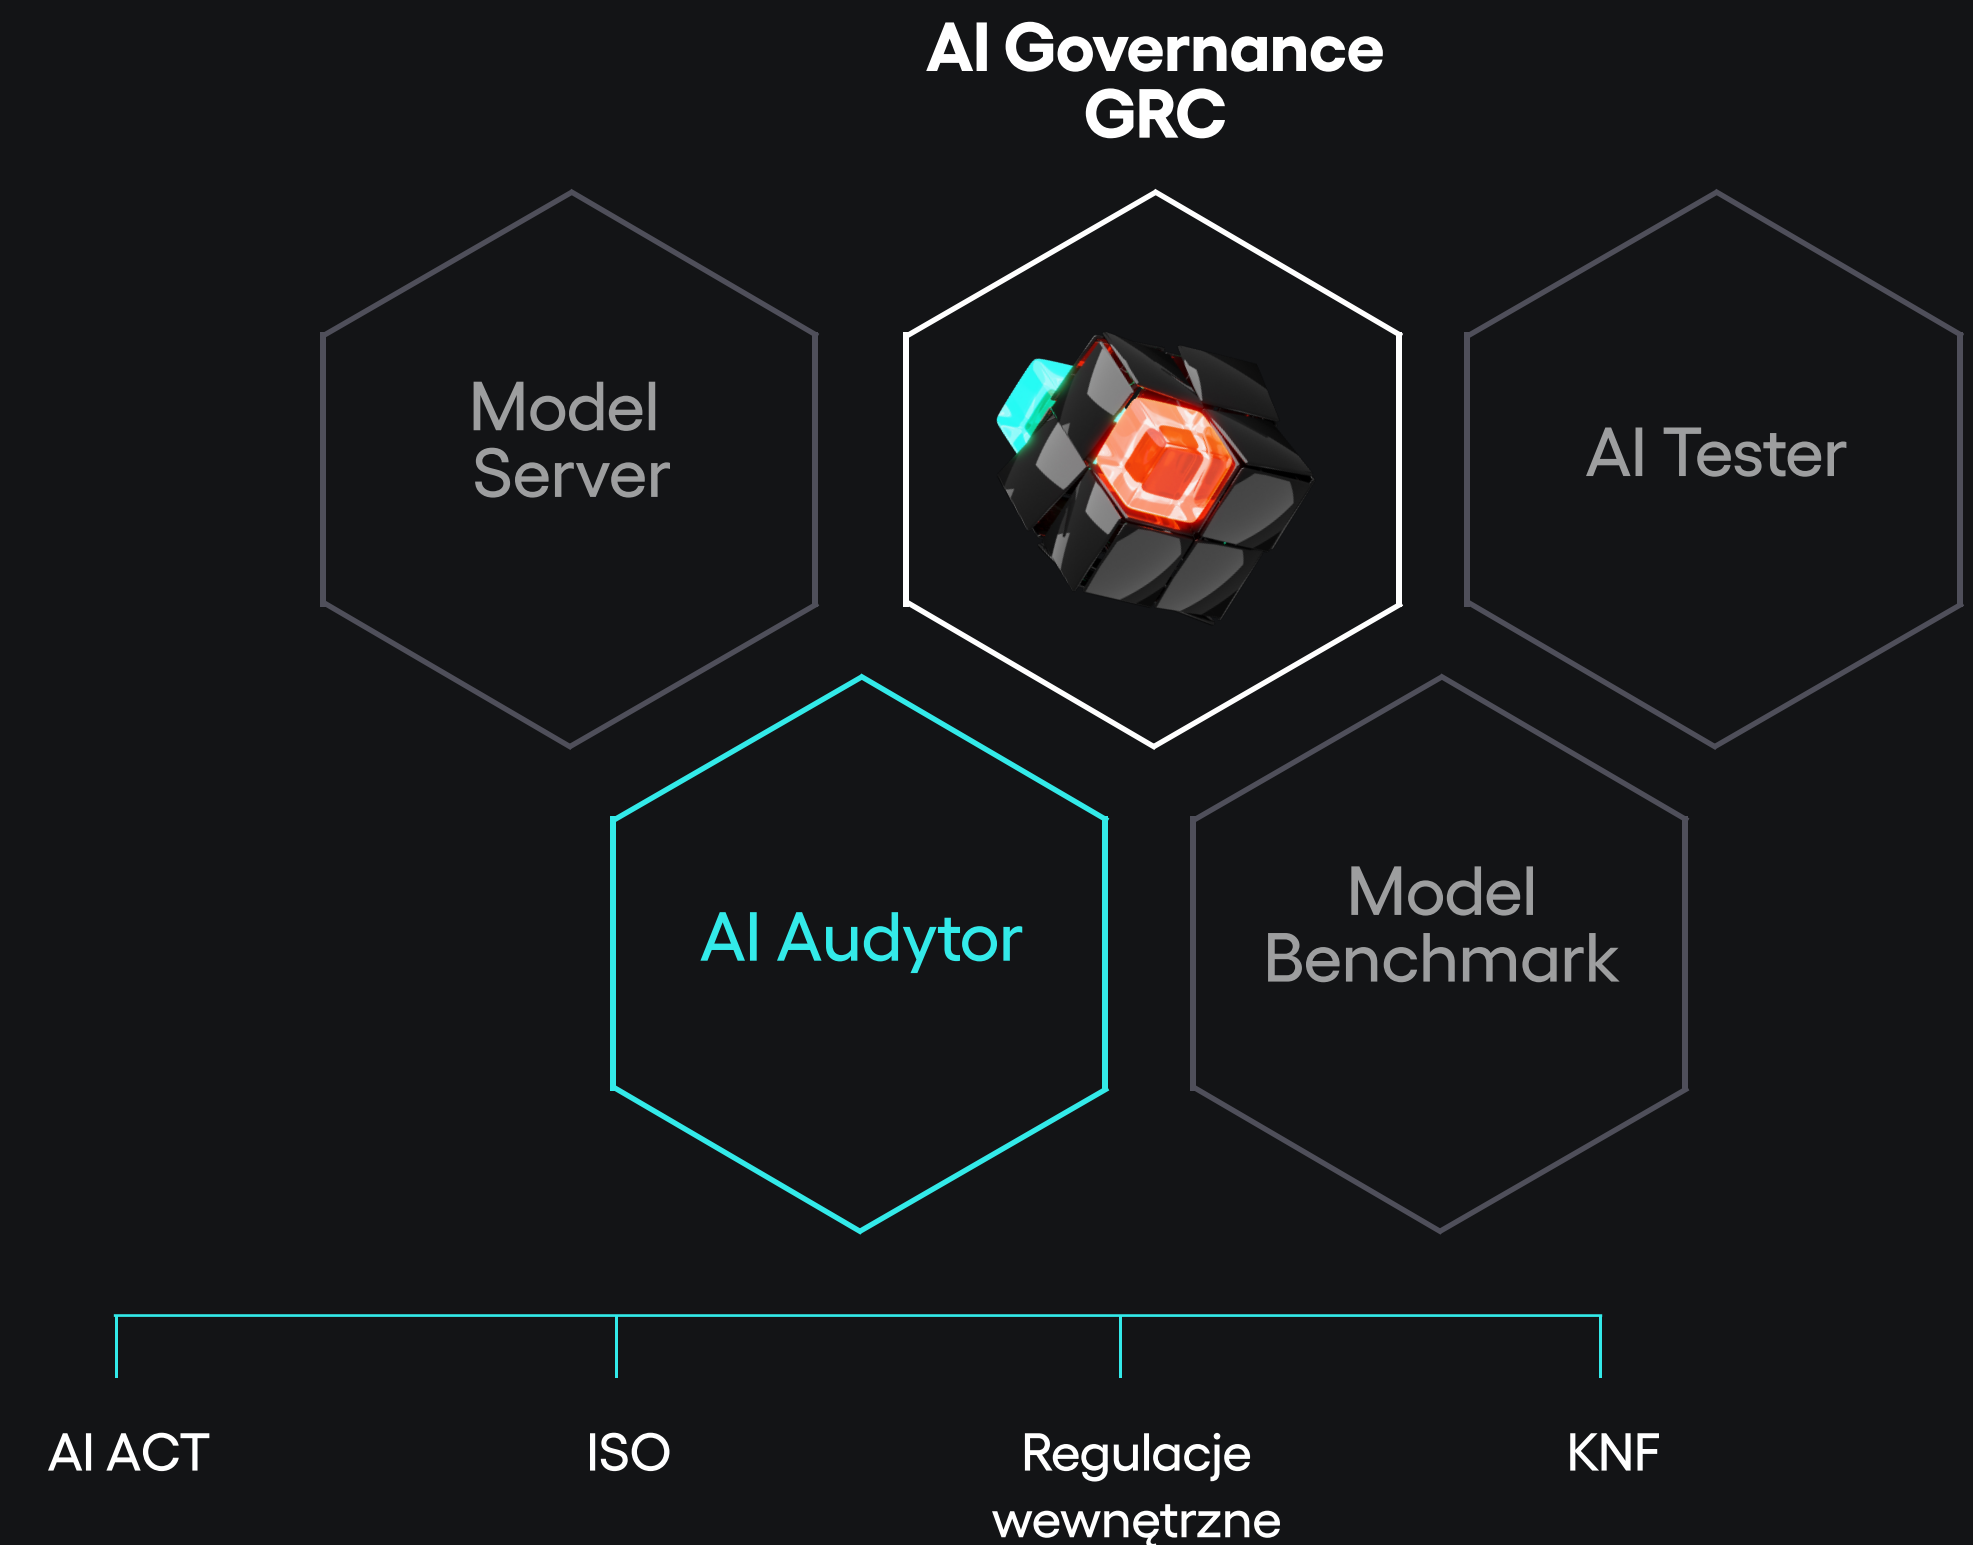 AI Governance
GRC
Model
Server
AI Tester
AI Audytor
Model
Benchmark
AI ACT
ISO
Regulacje
wewnętrzne
KNF